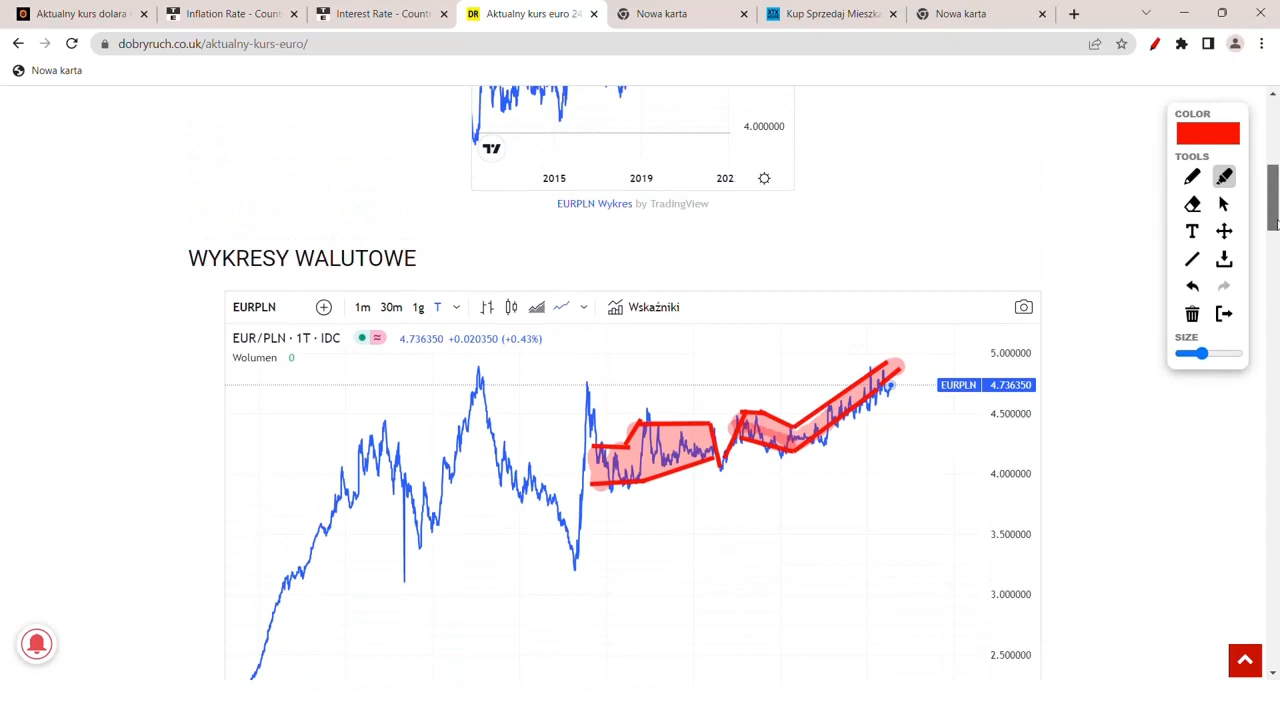 Aktualny kurs dolara
Inflation Rate - Count
Interest Rate - Count
DR Aktualny kurs euro 24
Nowa karta
XTX Kup Sprzedaj Mieszka
Nowa karta
dobryruch.co.uk/aktualny-kurs-euro/
Nowa karta
4.000000
2015 2019 202
EURPLN Wykres by TradingView
WYKRESY WALUTOWE
EURPLN 1m 30m 1g T Wskaźniki
EUR/PLN · 1T · IDC 4.736350 +0.020350 (+0.43%)
Wolumen 0
5.000000
EURPLN 4.736350
4.500000
4.000000
3.500000
3.000000
2.500000
COLOR
TOOLS
T
SIZE